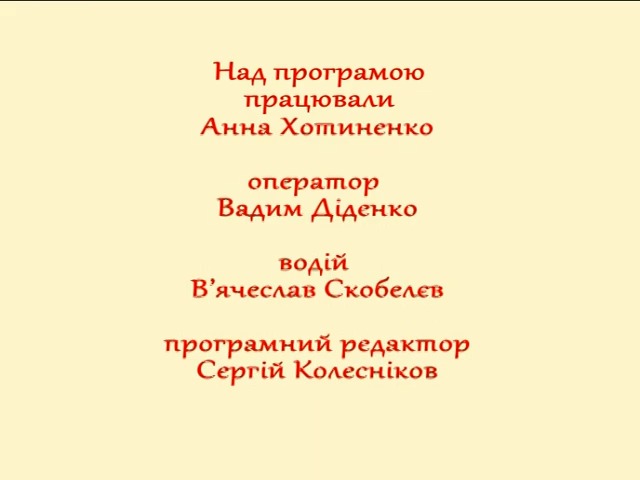 Над програмою
працювали
Анна Хотиненко
оператор
Вадим Діденко
водій
В’ячеслав Скобелєв
програмний редактор
Сергій Колесніков